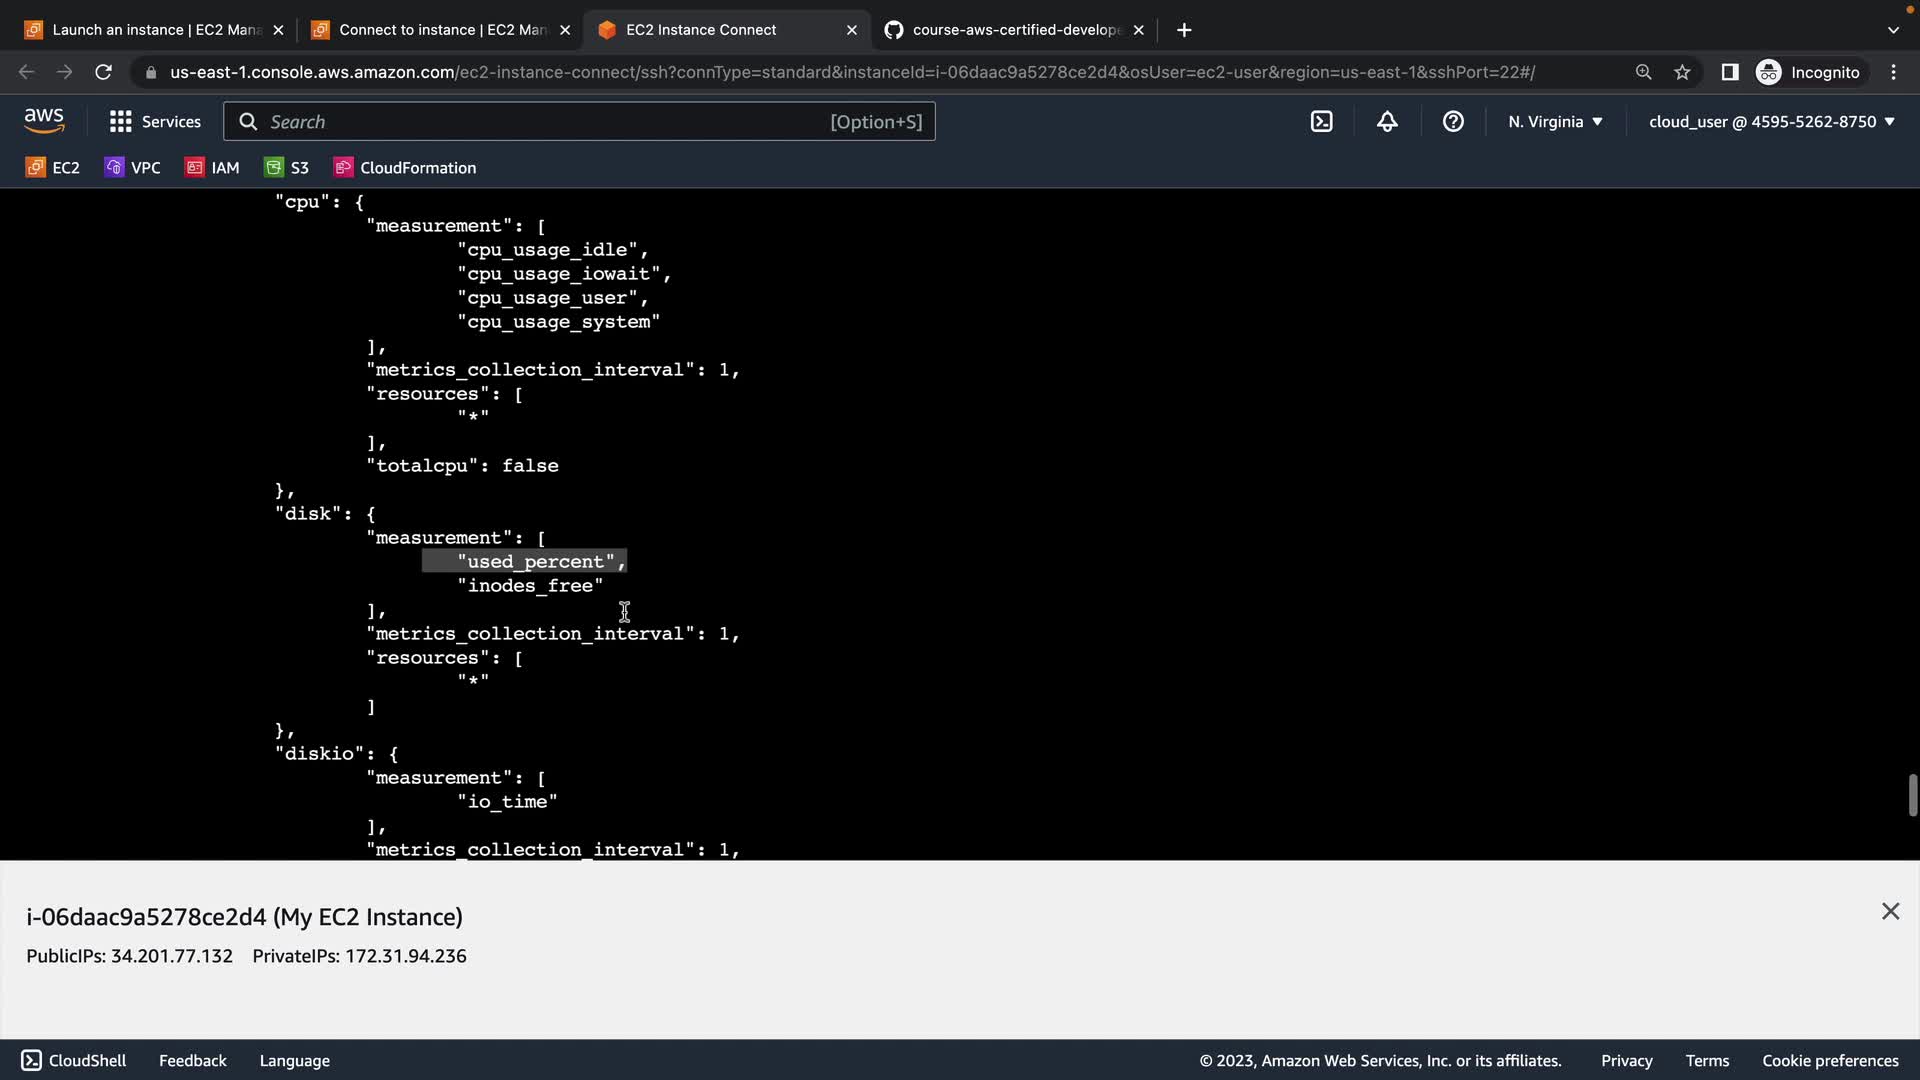 Launch an instance | EC2 Mana
Connect to instance | EC2 Man
EC2 Instance Connect
course-aws-certified-develope
us-east-1.console.aws.amazon.com/ec2-instance-connect/ssh?connType=standard&instanceId=i-06daac9a5278ce2d4&osUser=ec2-user&region=us-east-1&sshPort=22#/
Incognito
aws
Services
Search
[Option+S]
N. Virginia
cloud_user @ 4595-5262-8750
EC2
VPC
IAM
S3
CloudFormation
"cpu": {
"measurement": [
"cpu_usage_idle",
"cpu_usage_iowait",
"cpu_usage_user",
"cpu_usage_system"
],
"metrics_collection_interval": 1,
"resources": [
"*"
],
"totalcpu": false
},
"disk": {
"measurement": [
"used_percent",
"inodes_free"
],
"metrics_collection_interval": 1,
"resources": [
"*"
]
},
"diskio": {
"measurement": [
"io_time"
],
"metrics_collection_interval": 1,
i-06daac9a5278ce2d4 (My EC2 Instance)
PublicIPs: 34.201.77.132 PrivateIPs: 172.31.94.236
CloudShell
Feedback
Language
© 2023, Amazon Web Services, Inc. or its affiliates.
Privacy
Terms
Cookie preferences